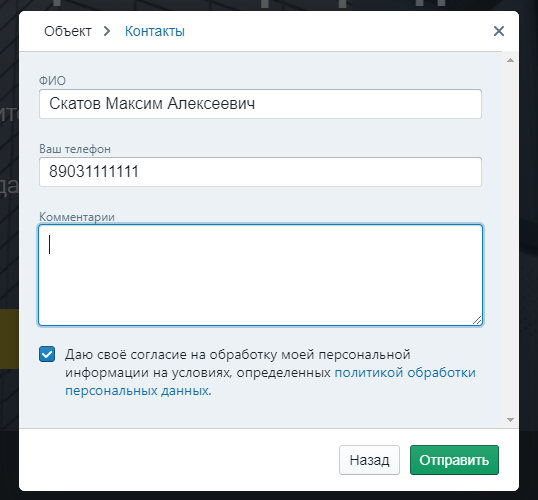 Объект > Контакты
ФИО
Скатов Максим Алексеевич
Ваш телефон
89031111111
Комментарии
Даю своё согласие на обработку моей персональной
информации на условиях, определенных политикой обработки
персональных данных.
Назад Отправить